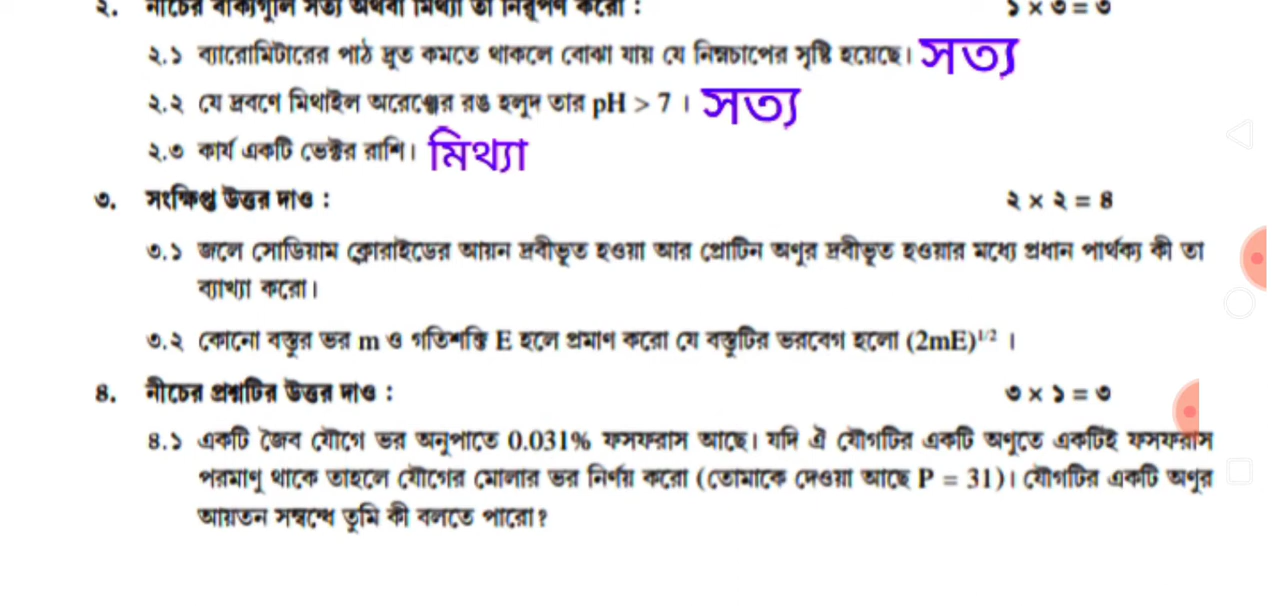 ২. নীচের বাক্যগুলি সত্য অথবা মিথ্যা তা নিরূপণ করো : ১ × ৩ = ৩
২.১ ব্যারোমিটারের পাঠ দ্রুত কমতে থাকলে বোঝা যায় যে নিম্নচাপের সৃষ্টি হয়েছে। সত্য
২.২ যে দ্রবণে মিথাইল অরেঞ্জের রঙ হলুদ তার pH > 7 । সত্য
২.৩ কার্য একটি ভেক্টর রাশি। মিথ্যা
৩. সংক্ষিপ্ত উত্তর দাও : ২ × ২ = ৪
৩.১ জলে সোডিয়াম ক্লোরাইডের আয়ন দ্রবীভূত হওয়া আর প্রোটিন অণুর দ্রবীভূত হওয়ার মধ্যে প্রধান পার্থক্য কী তা
ব্যাখ্যা করো।
৩.২ কোনো বস্তুর ভর m ও গতিশক্তি E হলে প্রমাণ করো যে বস্তুটির ভরবেগ হলো (2mE)^1/2 ।
৪. নীচের প্রশ্নটির উত্তর দাও : ৩ × ১ = ৩
৪.১ একটি জৈব যৌগে ভর অনুপাতে 0.031% ফসফরাস আছে। যদি ঐ যৌগটির একটি অণুতে একটিই ফসফরাস
পরমাণু থাকে তাহলে যৌগের মোলার ভর নির্ণয় করো (তোমাকে দেওয়া আছে P = 31)। যৌগটির একটি অণুর
আয়তন সম্বন্ধে তুমি কী বলতে পারো?